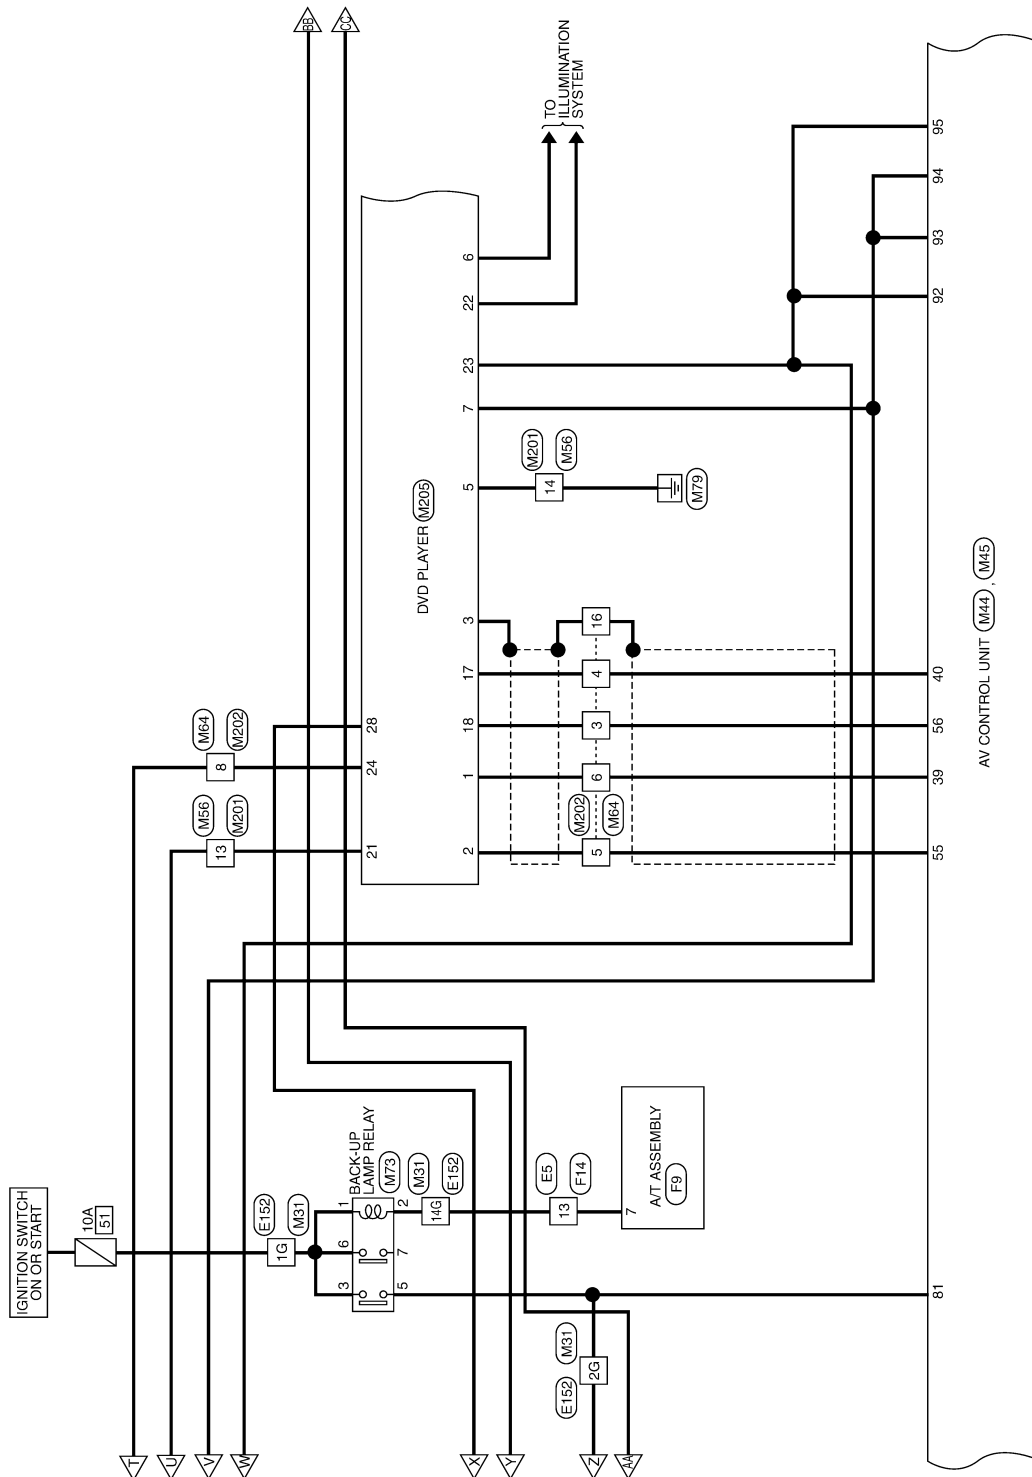 BB
CC
TO
ILLUMINATION
SYSTEM
6
22
23
7
5
3
17
18
1
2
28
24
21
DVD PLAYER M205
M201
M56
14
M79
16
4
3
6
5
M202
M64
M64
M202
8
M56
M201
13
95
94
93
92
40
56
39
55
81
AV CONTROL UNIT M44 , M45
IGNITION SWITCH
ON OR START
10A
51
E152
M31
1G
BACK-UP
LAMP RELAY
M73
M31
E152
14G
1
2
6
7
3
5
E5
F14
13
7
A/T ASSEMBLY
F9
M31
E152
2G
T
U
V
W
X
Y
Z
AA